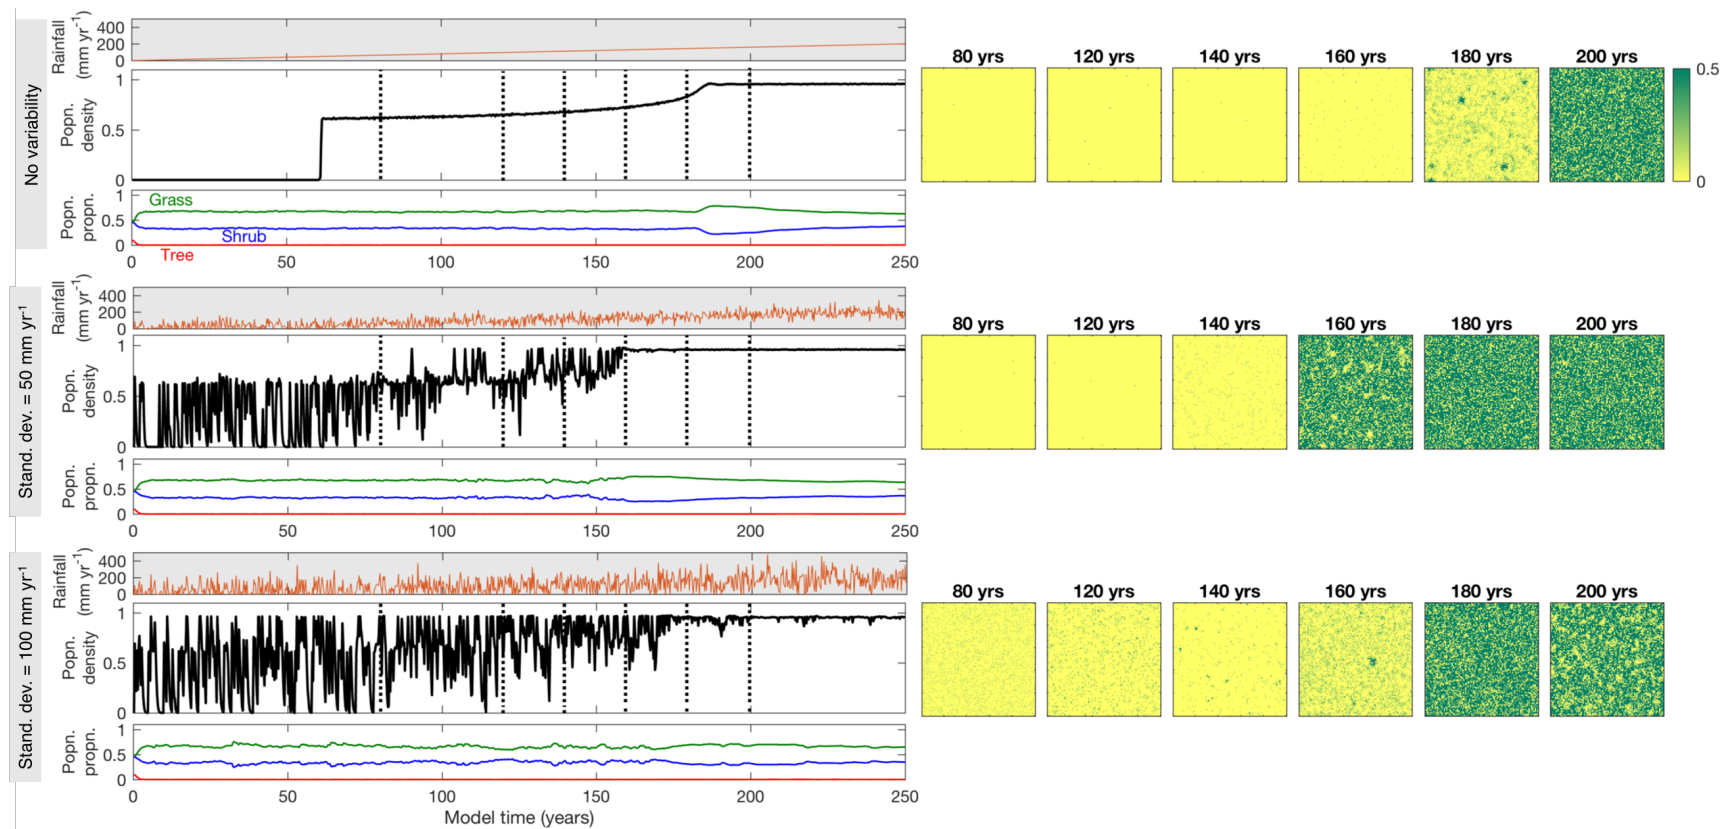 No variability
Rainfall
(mm yr-1)
400
200
0
Popn.
density
1
0.5
0
Popn.
propn.
1
0.5
0
Grass
Shrub
Tree
0 50 100 150 200 250
80 yrs 120 yrs 140 yrs 160 yrs 180 yrs 200 yrs
0.5
0
Stand. dev. = 50 mm yr-1
Rainfall
(mm yr-1)
400
200
0
Popn.
density
1
0.5
0
Popn.
propn.
1
0.5
0
0 50 100 150 200 250
80 yrs 120 yrs 140 yrs 160 yrs 180 yrs 200 yrs
Stand. dev. = 100 mm yr-1
Rainfall
(mm yr-1)
400
200
0
Popn.
density
1
0.5
0
Popn.
propn.
1
0.5
0
0 50 100 150 200 250
Model time (years)
80 yrs 120 yrs 140 yrs 160 yrs 180 yrs 200 yrs